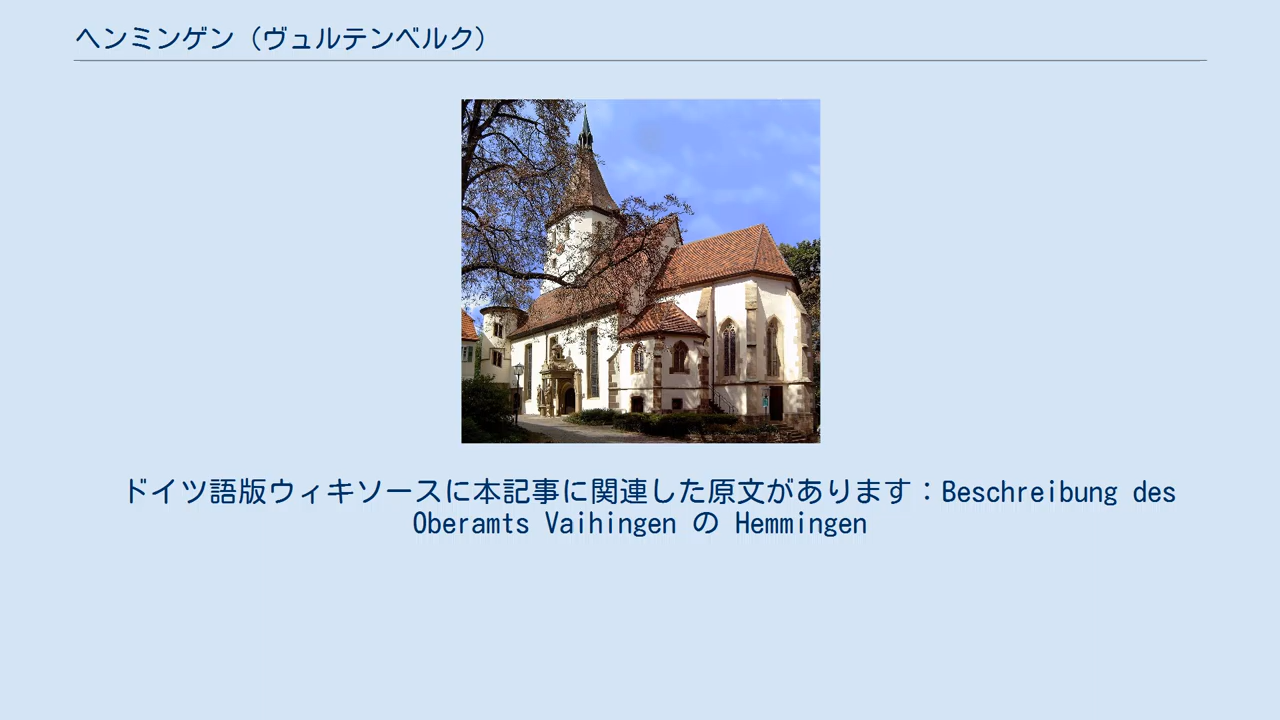 ヘンミンゲン（ヴュルテンベルク）
ドイツ語版ウィキソースに本記事に関連した原文があります：Beschreibung des
Oberamts Vaihingen の Hemmingen